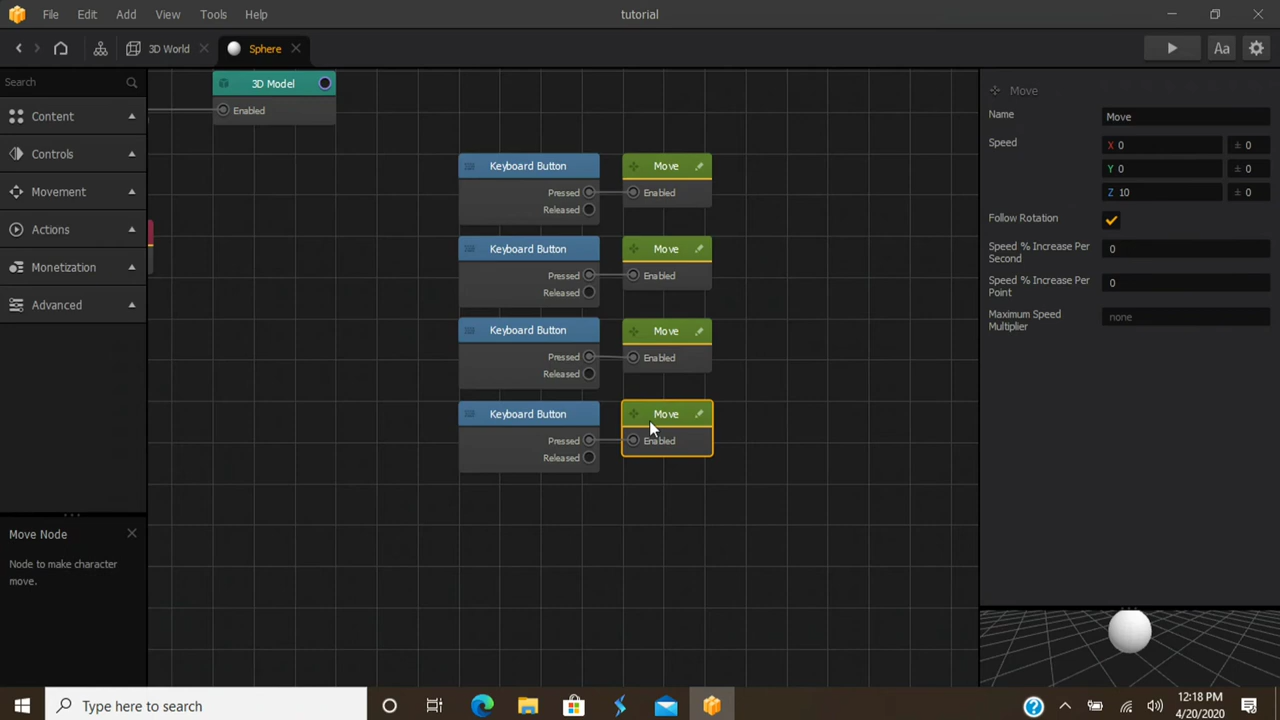 File Edit Add View Tools Help tutorial
3D World Sphere Aa
Search
Content
Controls
Movement
Actions
Monetization
Advanced
3D Model
Enabled
Keyboard Button
Pressed
Released
Move
Enabled
Keyboard Button
Pressed
Released
Move
Enabled
Keyboard Button
Pressed
Released
Move
Enabled
Keyboard Button
Pressed
Released
Move
Enabled
Move
Name Move
Speed X 0 ± 0
Y 0 ± 0
Z 10 ± 0
Follow Rotation
Speed % Increase Per
Second
0
Speed % Increase Per
Point
0
Maximum Speed
Multiplier
none
Move Node
Node to make character
move.
Type here to search
12:18 PM
4/20/2020